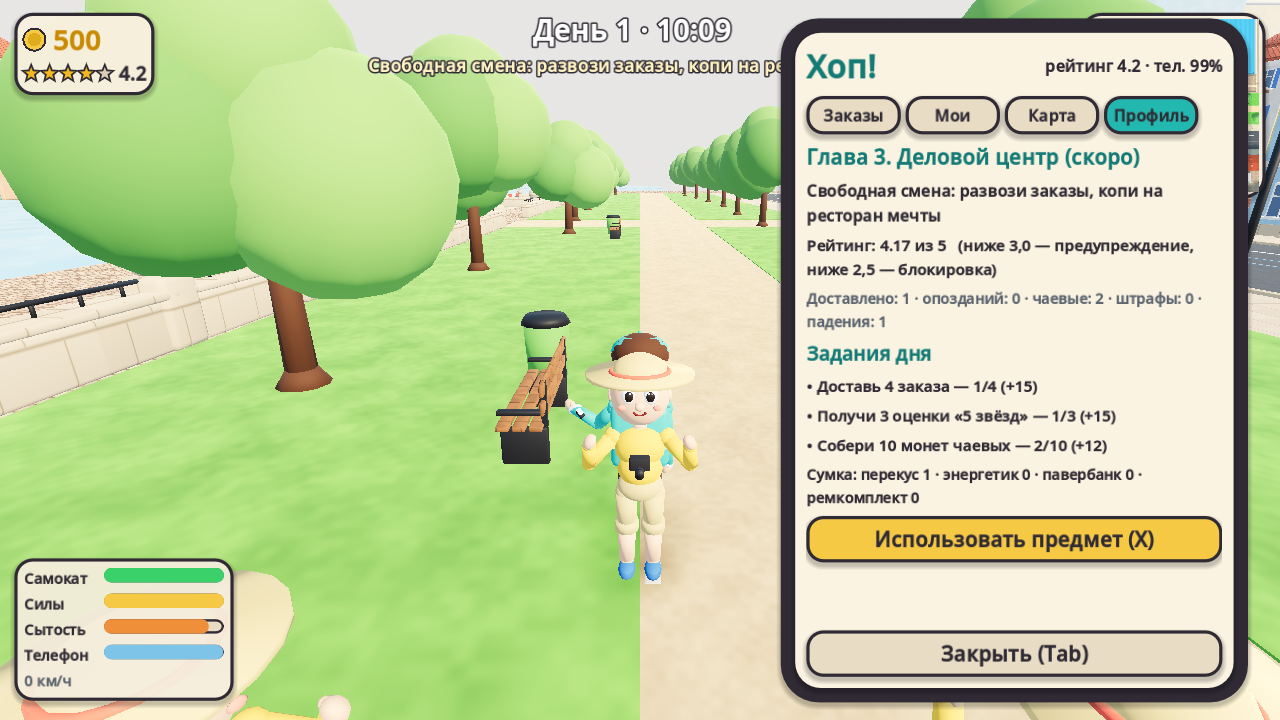 500
4.2
День 1 · 10:09
Свободная смена: развози заказы, копи на ре
Хоп!
рейтинг 4.2 · тел. 99%
Заказы
Мои
Карта
Профиль
Глава 3. Деловой центр (скоро)
Свободная смена: развози заказы, копи на
ресторан мечты
Рейтинг: 4.17 из 5 (ниже 3,0 — предупреждение,
ниже 2,5 — блокировка)
Доставлено: 1 · опозданий: 0 · чаевые: 2 · штрафы: 0 ·
падения: 1
Задания дня
• Доставь 4 заказа — 1/4 (+15)
• Получи 3 оценки «5 звёзд» — 1/3 (+15)
• Собери 10 монет чаевых — 2/10 (+12)
Сумка: перекус 1 · энергетик 0 · павербанк 0 ·
ремкомплект 0
Использовать предмет (X)
Закрыть (Tab)
Самокат
Силы
Сытость
Телефон
0 км/ч